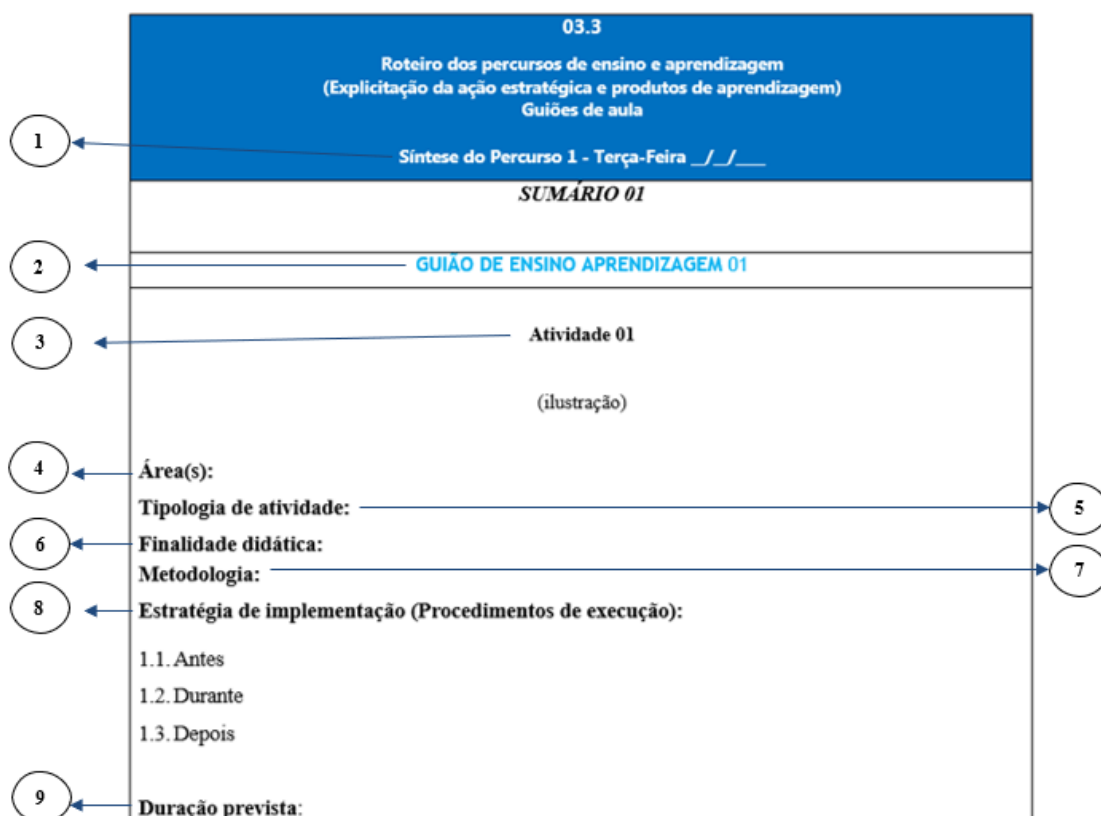 03.3
Roteiro dos percursos de ensino e aprendizagem
(Explicitação da ação estratégica e produtos de aprendizagem)
Guiões de aula
1
Síntese do Percurso 1 - Terça-Feira __/__/____
SUMÁRIO 01
2
GUIÃO DE ENSINO APRENDIZAGEM 01
3
Atividade 01
(ilustração)
4
Área(s):
Tipologia de atividade:
5
6
Finalidade didática:
Metodologia:
7
8
Estratégia de implementação (Procedimentos de execução):
1.1. Antes
1.2. Durante
1.3. Depois
9
Duração prevista: